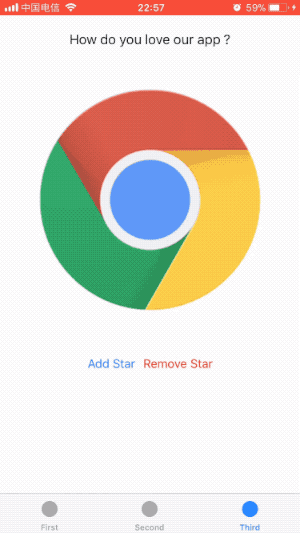 中国电信 22:57 59%
How do you love our app ?
Add Star Remove Star
First Second Third